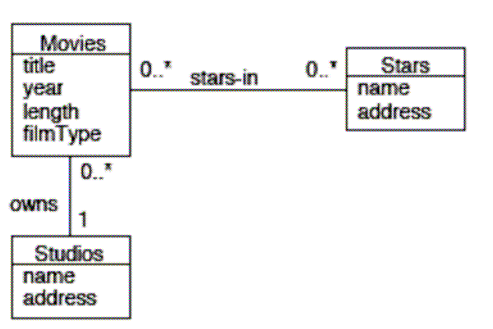 Movies
title
year
length
filmType
0..* stars-in 0..*
Stars
name
address
0..*
owns
1
Studios
name
address